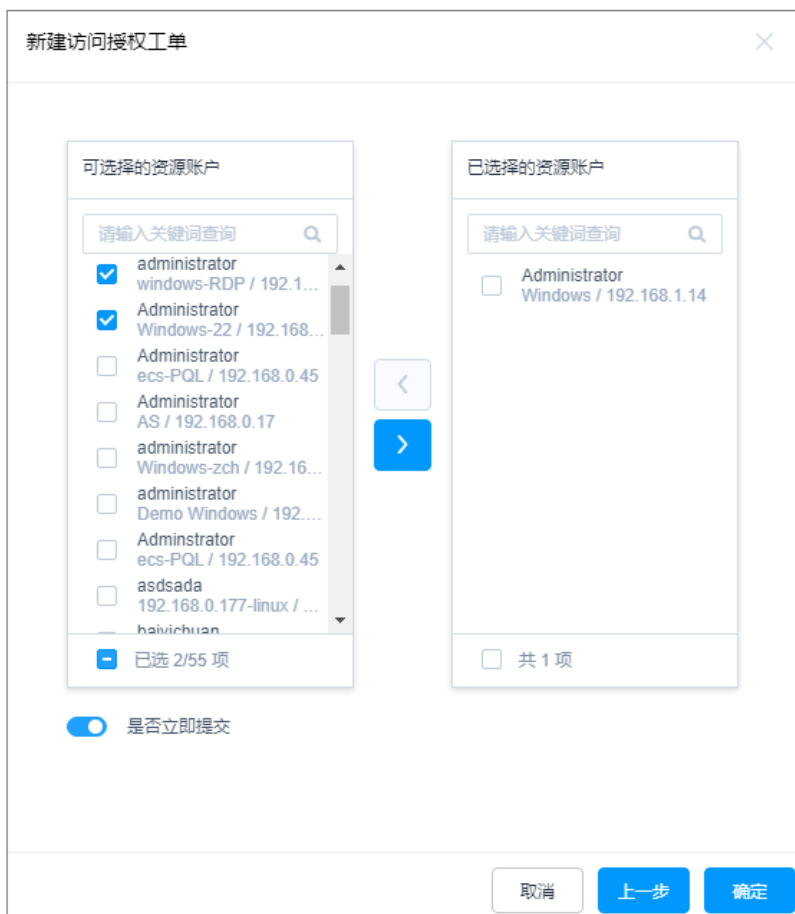 新建访问授权工单
可选择的资源账户
请输入关键词查询
administrator
windows-RDP / 192.1...
Administrator
Windows-22 / 192.168...
Administrator
ecs-PQL / 192.168.0.45
Administrator
AS / 192.168.0.17
administrator
Windows-zch / 192.16...
administrator
Demo Windows / 192....
Adminstrator
ecs-PQL / 192.168.0.45
asdsada
192.168.0.177-linux / ...
baiyichuan
已选 2/55 项
已选择的资源账户
请输入关键词查询
Administrator
Windows / 192.168.1.14
共 1 项
是否立即提交
取消
上一步
确定